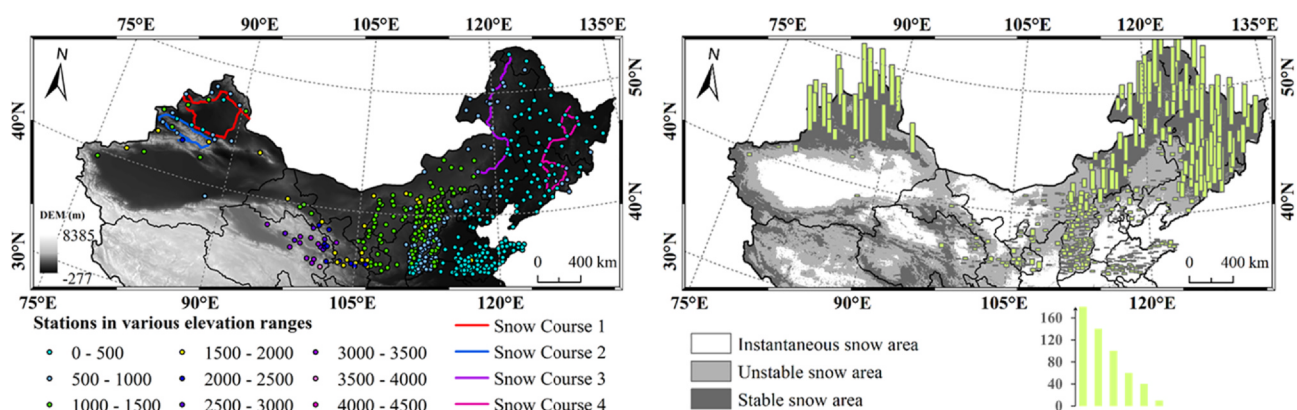 75°E 90°E 105°E 120°E 135°E
N
50°N
40°N
40°N
DEM (m)
8385
-277
30°N
0 400 km
75°E 90°E 105°E 120°E
Stations in various elevation ranges
0 - 500
500 - 1000
1000 - 1500
1500 - 2000
2000 - 2500
2500 - 3000
3000 - 3500
3500 - 4000
4000 - 4500
Snow Course 1
Snow Course 2
Snow Course 3
Snow Course 4
75°E 90°E 105°E 120°E 135°E
N
50°N
40°N
40°N
30°N
0 400 km
75°E 90°E 105°E 120°E
Instantaneous snow area
Unstable snow area
Stable snow area
160
120
80
40
0